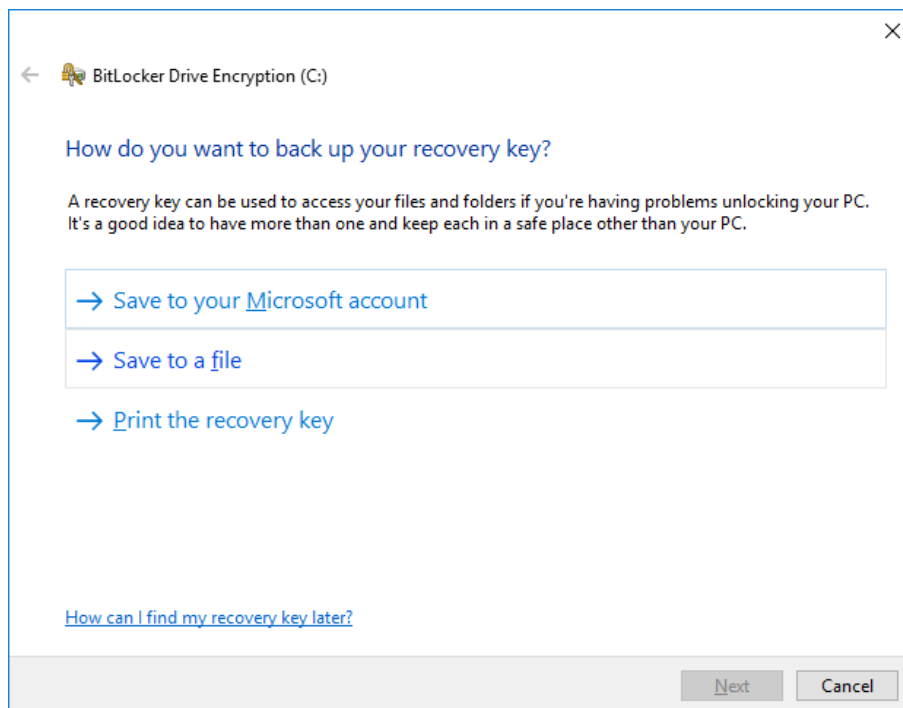 BitLocker Drive Encryption (C:)
How do you want to back up your recovery key?
A recovery key can be used to access your files and folders if you're having problems unlocking your PC.
It's a good idea to have more than one and keep each in a safe place other than your PC.
Save to your Microsoft account
Save to a file
Print the recovery key
How can I find my recovery key later?
Next
Cancel